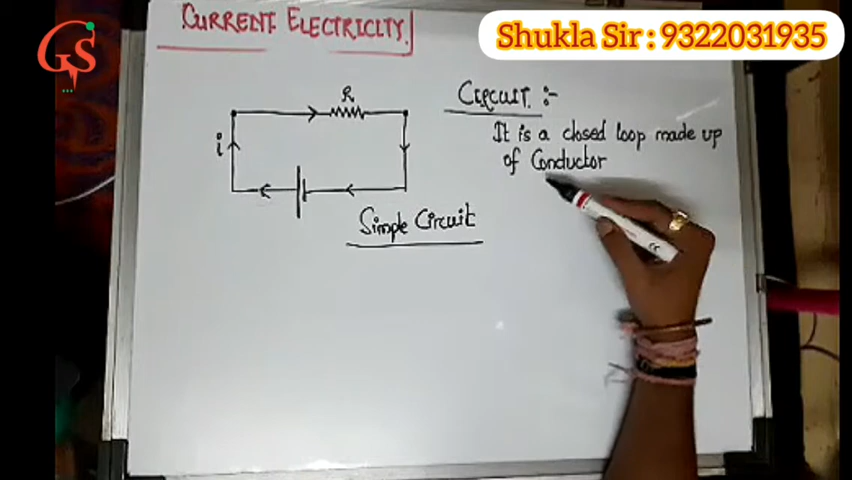 GS
Shukla Sir : 9322031935
CURRENT ELECTRICITY.
R
i
Simple Circuit
CIRCUIT :-
It is a closed loop made up
of Conductor